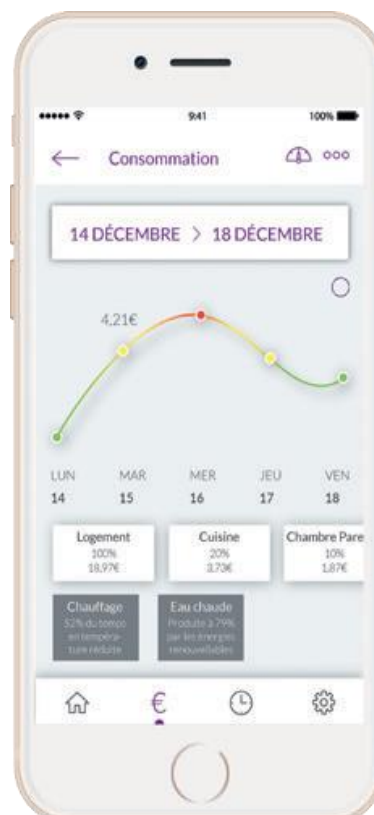 9:41
100%
Consommation
14 DÉCEMBRE > 18 DÉCEMBRE
4,21€
LUN MAR MER JEU VEN
14 15 16 17 18
Logement
100%
18,97€
Cuisine
20%
3,73€
Chambre Pare
10%
1,87€
Chauffage
52% du temps
en tempéra-
ture réduite
Eau chaude
Produite à 79%
par les énergies
renouvellables
€